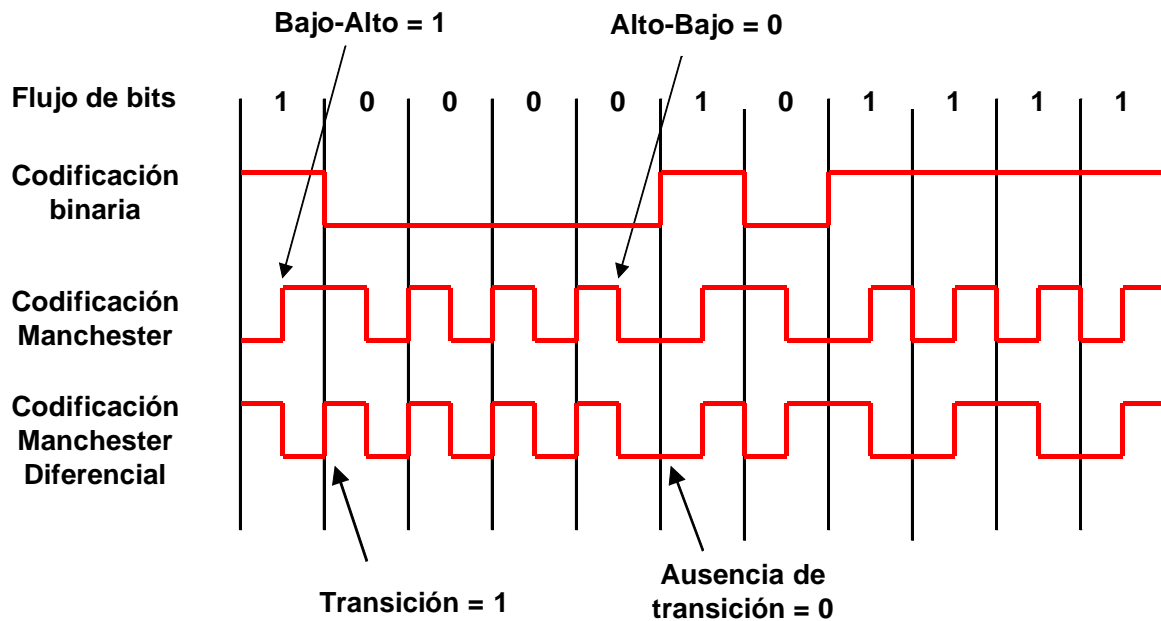 Bajo-Alto = 1
Alto-Bajo = 0
Flujo de bits
1 0 0 0 0 1 0 1 1 1 1
Codificación
binaria
Codificación
Manchester
Codificación
Manchester
Diferencial
Transición = 1
Ausencia de
transición = 0